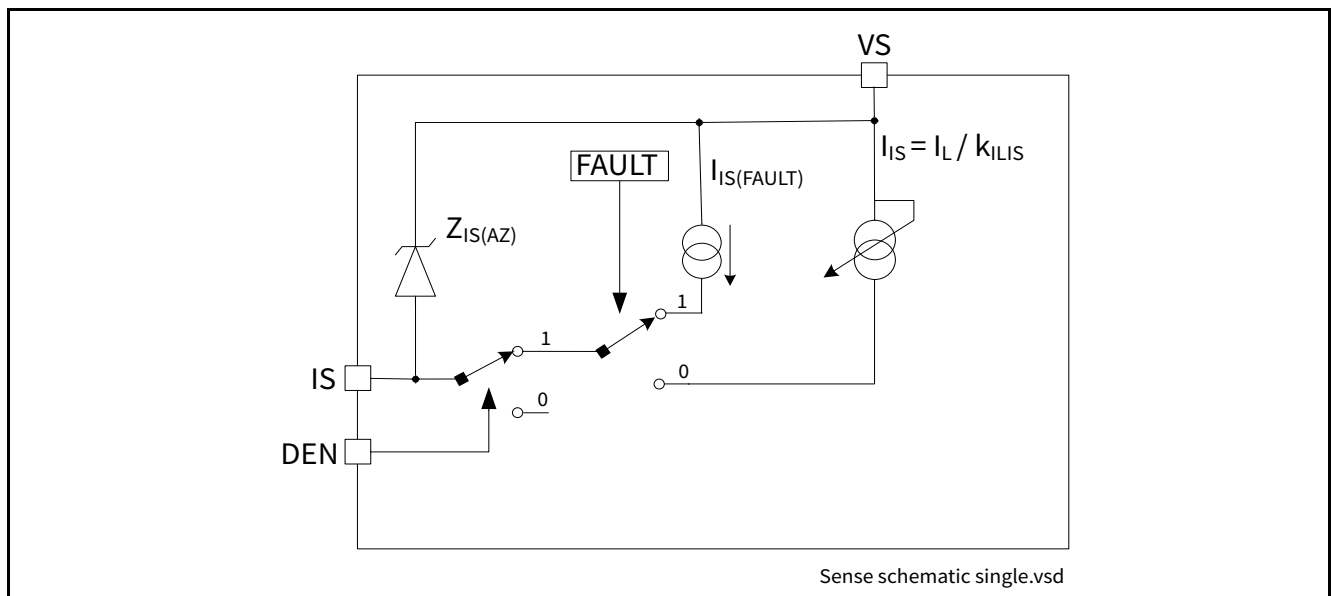 VS
I_IS = I_L / k_ILIS
FAULT
I_IS(FAULT)
Z_IS(AZ)
1
1
0
IS
0
DEN
Sense schematic single.vsd